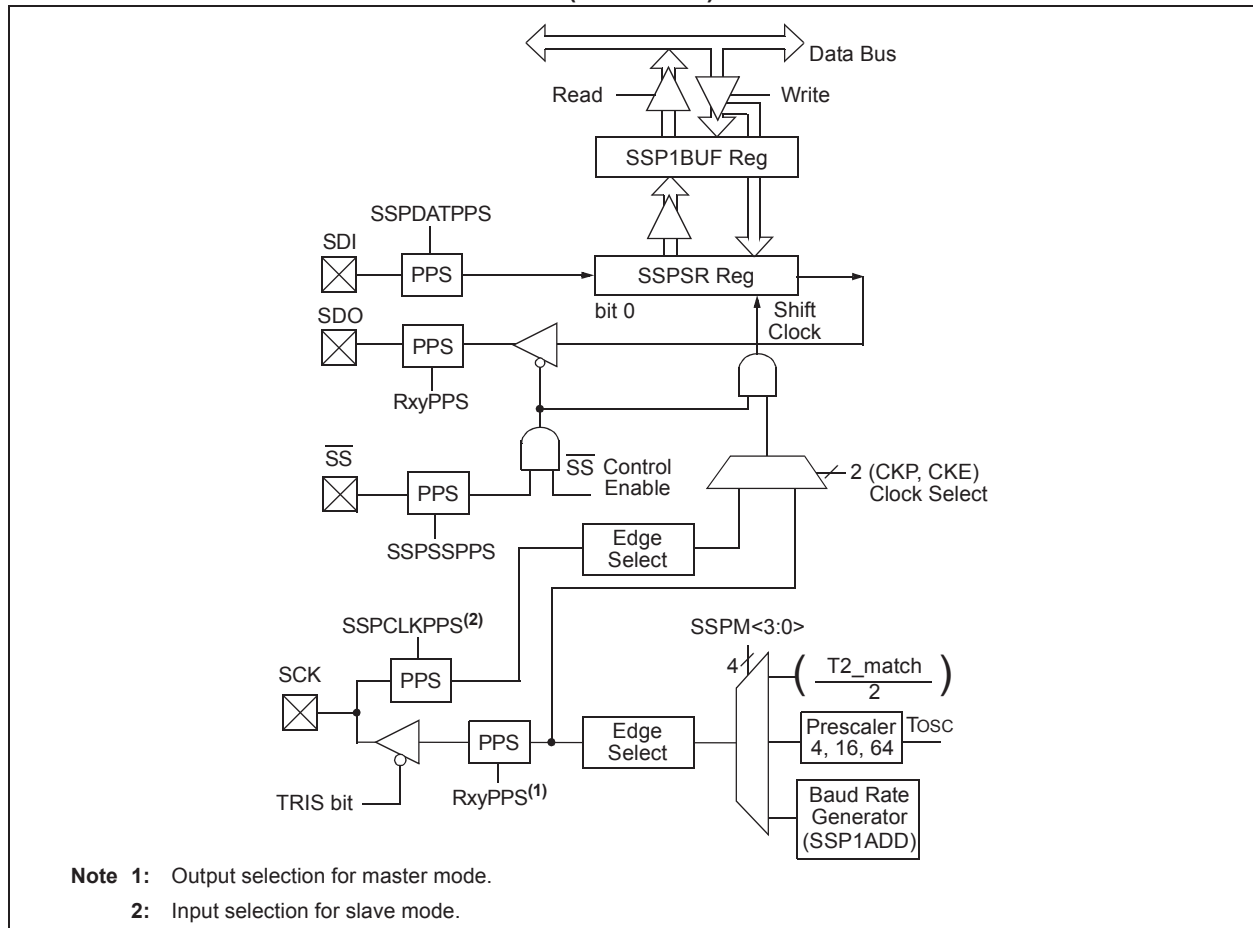 Data Bus
Read
Write
SSP1BUF Reg
SSPDATPPS
SDI
PPS
SSPSR Reg
bit 0
Shift
Clock
SDO
PPS
RxyPPS
SS
PPS
SS Control
Enable
2 (CKP, CKE)
Clock Select
SSPSSPPS
Edge
Select
SSPCLKPPS(2)
SSPM<3:0>
4
SCK
PPS
( T2_match
2 )
PPS
Edge
Select
Prescaler
4, 16, 64
TOSC
TRIS bit
RxyPPS(1)
Baud Rate
Generator
(SSP1ADD)
Note 1: Output selection for master mode.
2: Input selection for slave mode.